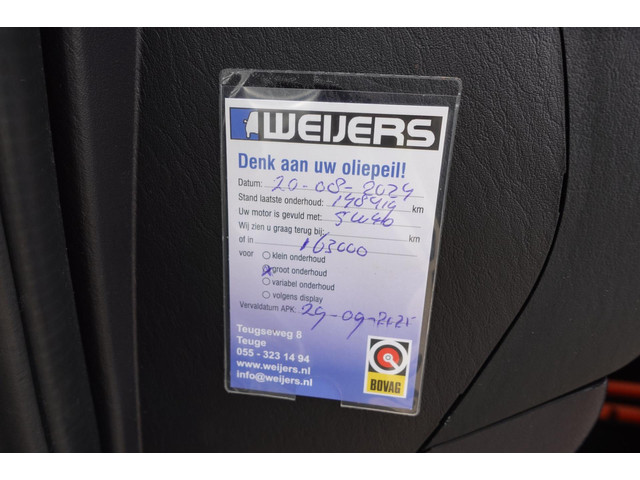 WEIJERS
Denk aan uw oliepeil!
Datum: 20-08-2024
Stand laatste onderhoud: 148414 km
Uw motor is gevuld met: 5W40
Wij zien u graag terug bij: km
of in 163000
voor klein onderhoud
groot onderhoud
variabel onderhoud
volgens display
Vervaldatum APK: 29-09-2025
Teugseweg 8
Teuge
055 - 323 14 94
www.weijers.nl
info@weijers.nl
BOVAG